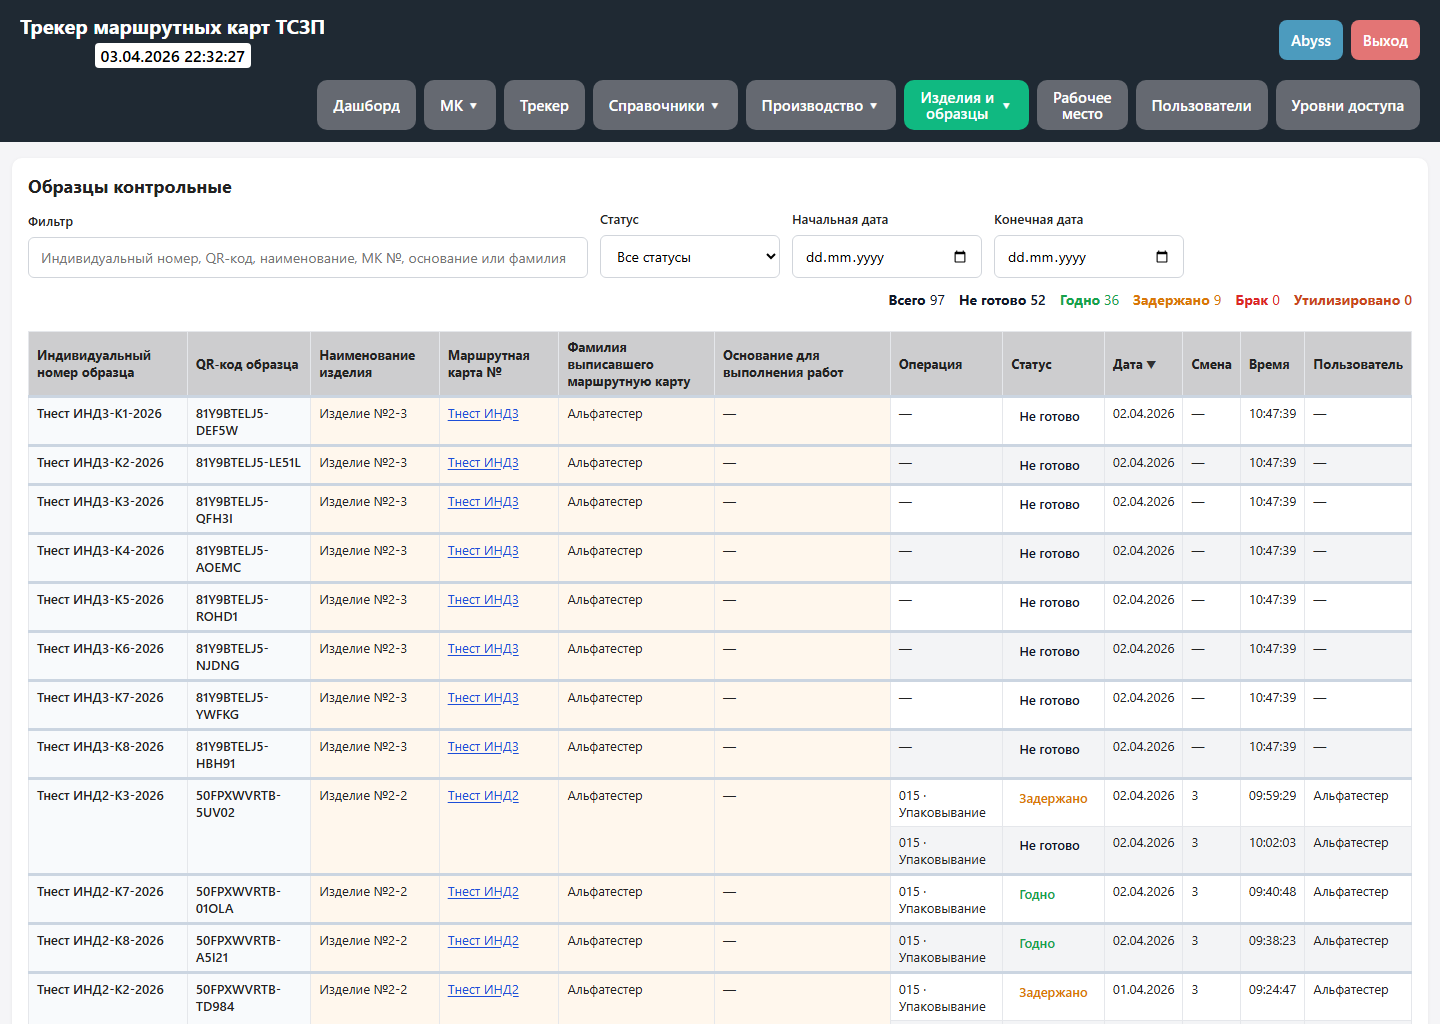 Трекер маршрутных карт ТСЗП
03.04.2026 22:32:27
Abyss
Выход
Дашборд
МК ▼
Трекер
Справочники ▼
Производство ▼
Изделия и
образцы ▼
Рабочее
место
Пользователи
Уровни доступа
Образцы контрольные
Фильтр
Индивидуальный номер, QR-код, наименование, МК №, основание или фамилия
Статус
Все статусы
Начальная дата
dd.mm.yyyy
Конечная дата
dd.mm.yyyy
Всего 97 Не готово 52 Годно 36 Задержано 9 Брак 0 Утилизировано 0
Индивидуальный
номер образца
QR-код образца
Наименование
изделия
Маршрутная
карта №
Фамилия
выписавшего
маршрутную карту
Основание для
выполнения работ
Операция
Статус
Дата ▼
Смена
Время
Пользователь
Тнест ИНД3-К1-2026 81Y9BTELJ5- Изделие №2-3 Тнест ИНД3 Альфатестер — — Не готово 02.04.2026 — 10:47:39 —
DEF5W
Тнест ИНД3-К2-2026 81Y9BTELJ5-LE51L Изделие №2-3 Тнест ИНД3 Альфатестер — — Не готово 02.04.2026 — 10:47:39 —
Тнест ИНД3-К3-2026 81Y9BTELJ5- Изделие №2-3 Тнест ИНД3 Альфатестер — — Не готово 02.04.2026 — 10:47:39 —
QFH3I
Тнест ИНД3-К4-2026 81Y9BTELJ5- Изделие №2-3 Тнест ИНД3 Альфатестер — — Не готово 02.04.2026 — 10:47:39 —
AOEMC
Тнест ИНД3-К5-2026 81Y9BTELJ5- Изделие №2-3 Тнест ИНД3 Альфатестер — — Не готово 02.04.2026 — 10:47:39 —
ROHD1
Тнест ИНД3-К6-2026 81Y9BTELJ5- Изделие №2-3 Тнест ИНД3 Альфатестер — — Не готово 02.04.2026 — 10:47:39 —
NJDNG
Тнест ИНД3-К7-2026 81Y9BTELJ5- Изделие №2-3 Тнест ИНД3 Альфатестер — — Не готово 02.04.2026 — 10:47:39 —
YWFKG
Тнест ИНД3-К8-2026 81Y9BTELJ5- Изделие №2-3 Тнест ИНД3 Альфатестер — — Не готово 02.04.2026 — 10:47:39 —
HBH91
Тнест ИНД2-К3-2026 50FPXWVRTB- Изделие №2-2 Тнест ИНД2 Альфатестер — 015 · Задержано 02.04.2026 3 09:59:29 Альфатестер
5UV02 Упаковывание
015 · Не готово 02.04.2026 3 10:02:03 Альфатестер
Упаковывание
Тнест ИНД2-К7-2026 50FPXWVRTB- Изделие №2-2 Тнест ИНД2 Альфатестер — 015 · Годно 02.04.2026 3 09:40:48 Альфатестер
01OLA Упаковывание
Тнест ИНД2-К8-2026 50FPXWVRTB- Изделие №2-2 Тнест ИНД2 Альфатестер — 015 · Годно 02.04.2026 3 09:38:23 Альфатестер
A5I21 Упаковывание
Тнест ИНД2-К2-2026 50FPXWVRTB- Изделие №2-2 Тнест ИНД2 Альфатестер — 015 · Задержано 01.04.2026 3 09:24:47 Альфатестер
TD984 Упаковывание